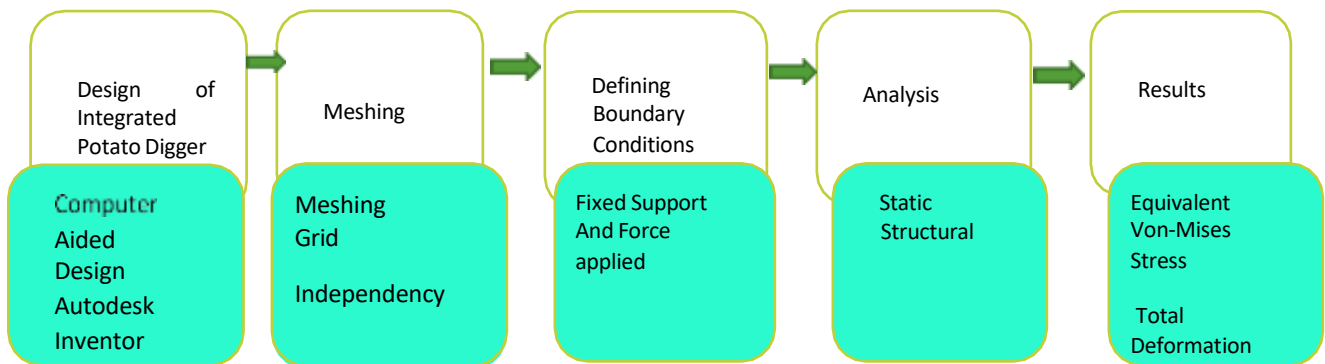 Design of
Integrated
Potato Digger
Computer
Aided
Design
Autodesk
Inventor
Meshing
Meshing
Grid
Independency
Defining
Boundary
Conditions
Fixed Support
And Force
applied
Analysis
Static
Structural
Results
Equivalent
Von-Mises
Stress
Total
Deformation